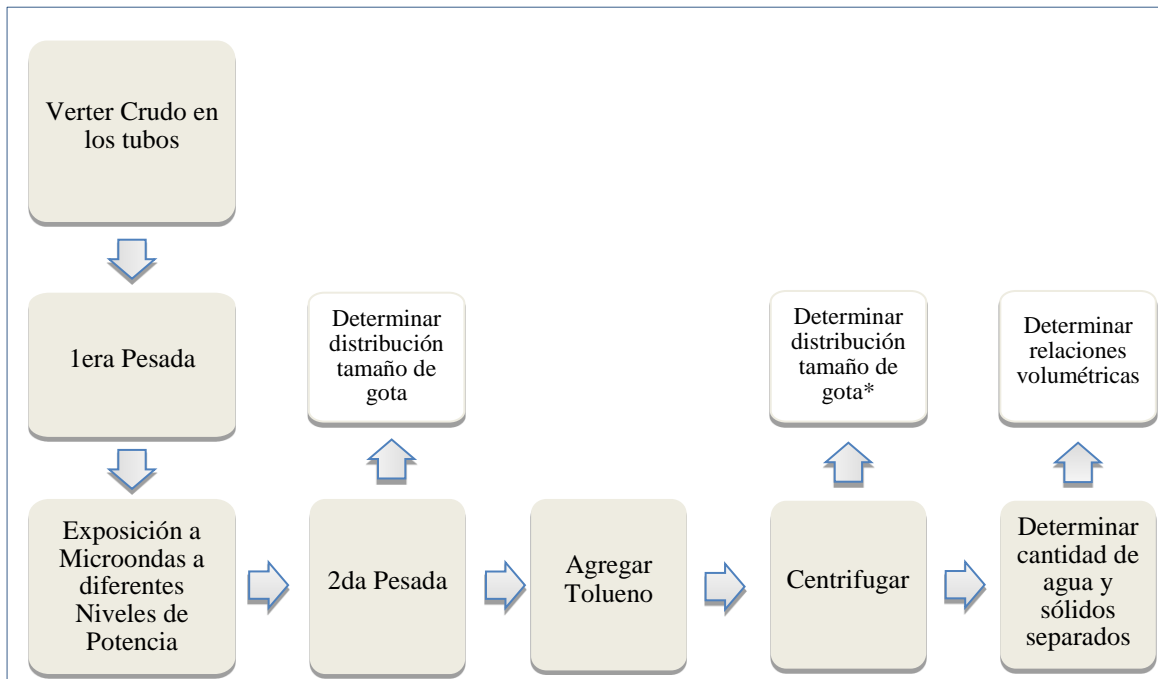 Verter Crudo en
los tubos
1era Pesada
Determinar
distribución
tamaño de
gota
Determinar
distribución
tamaño de
gota*
Determinar
relaciones
volumétricas
Exposición a
Microondas a
diferentes
Niveles de
Potencia
2da Pesada
Agregar
Tolueno
Centrifugar
Determinar
cantidad de
agua y
sólidos
separados